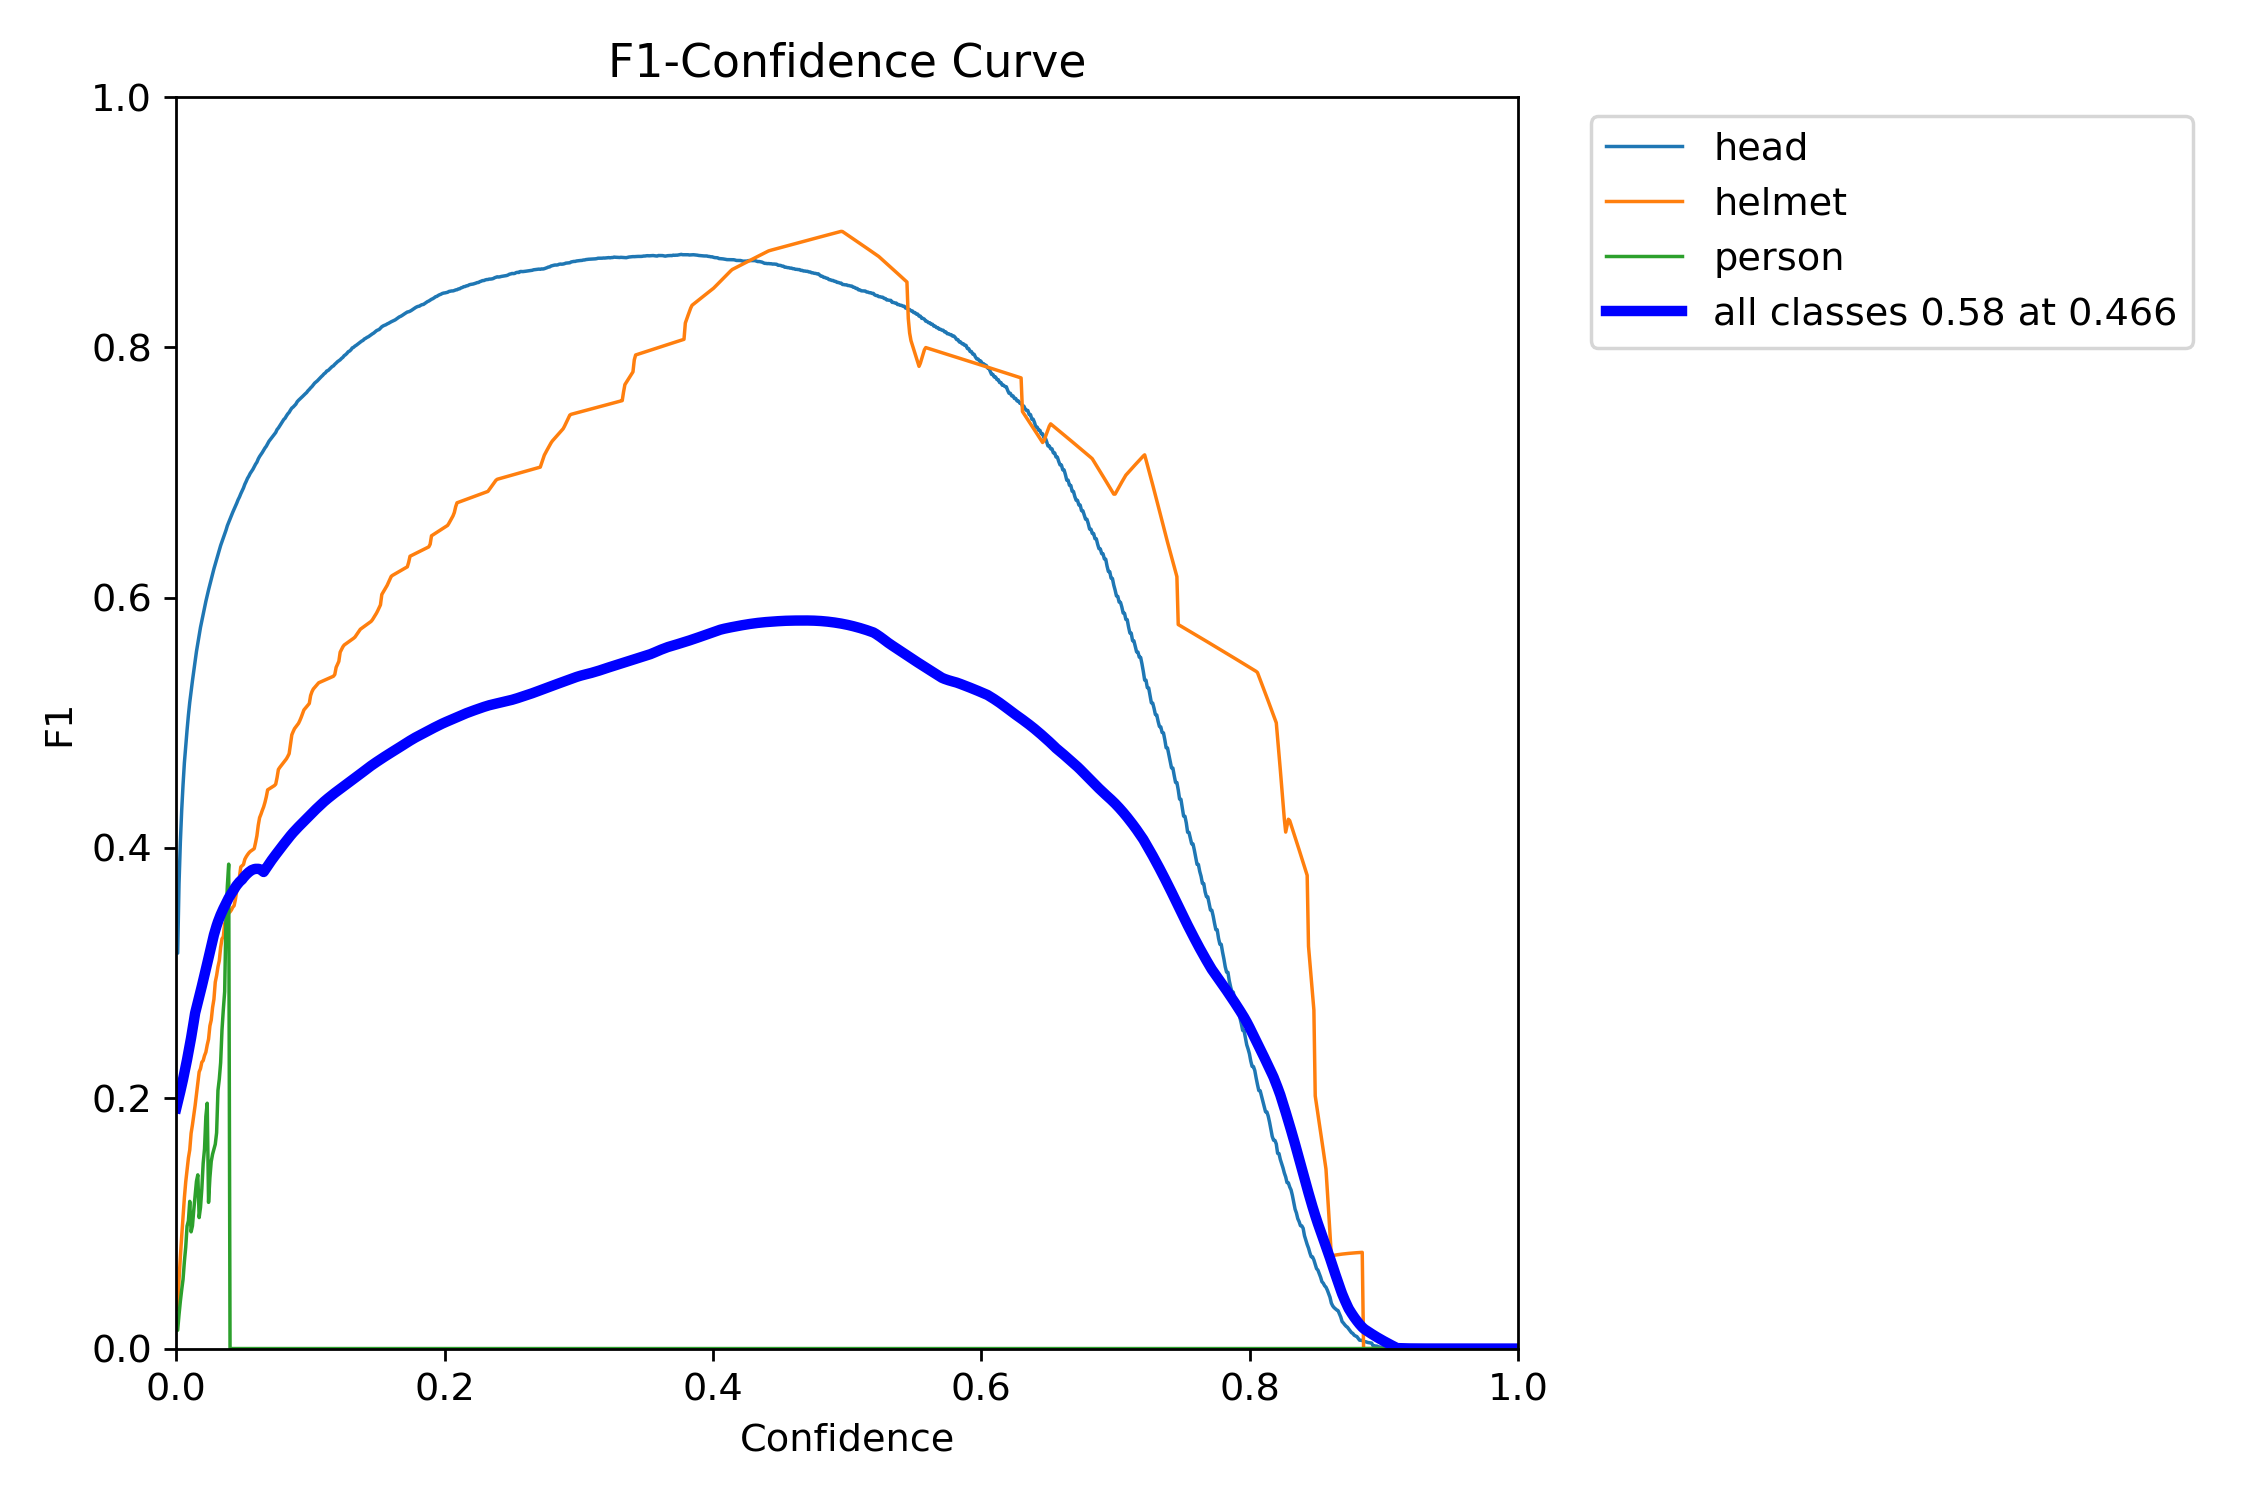 F1-Confidence Curve
1.0
0.8
0.6
0.4
0.2
0.0
F1
0.0 0.2 0.4 0.6 0.8 1.0
Confidence
head
helmet
person
all classes 0.58 at 0.466